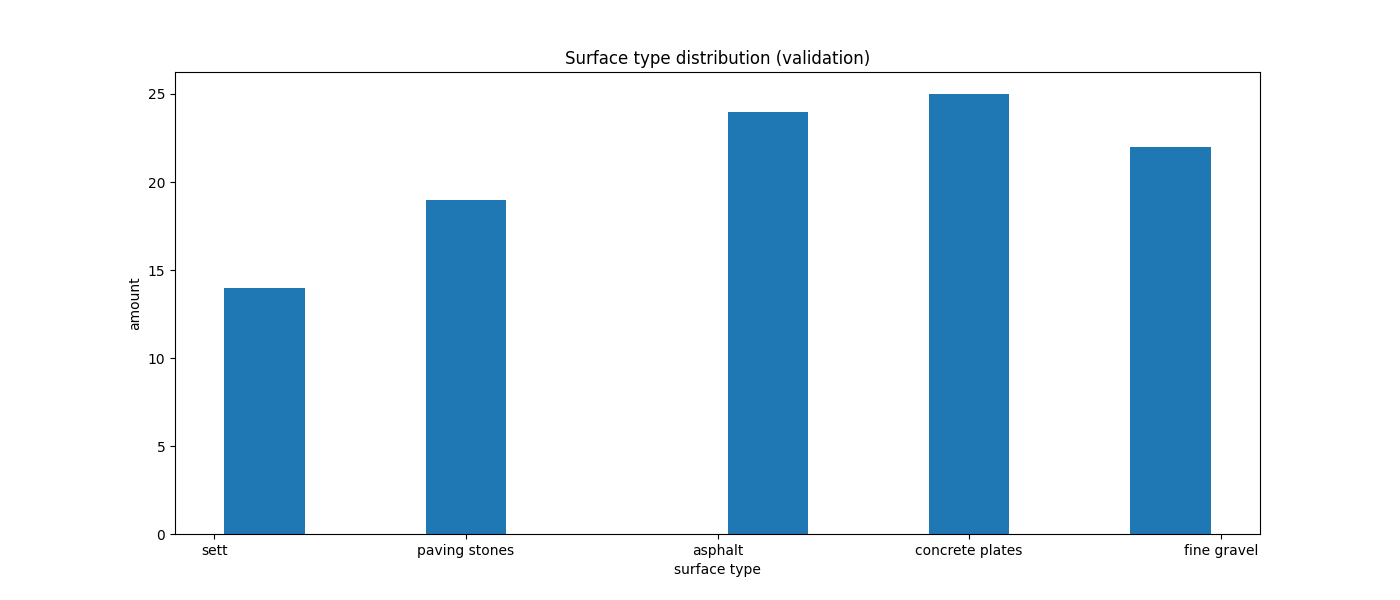 Surface type distribution (validation)
25
20
15
10
5
0
amount
sett
paving stones
asphalt
concrete plates
fine gravel
surface type